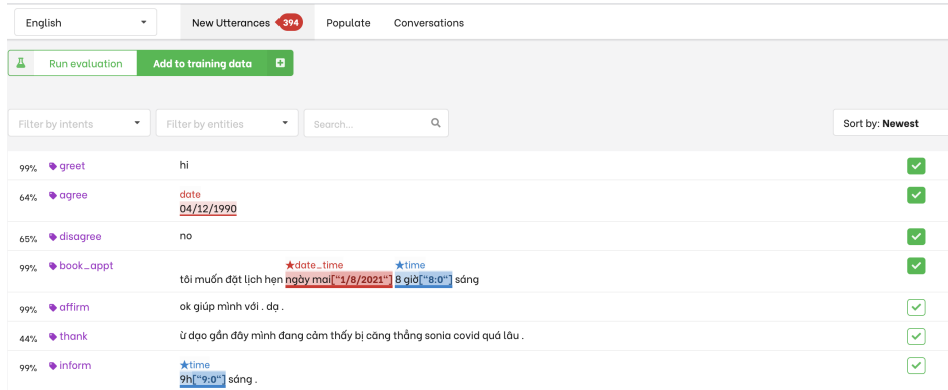 English New Utterances 394 Populate Conversations
Run evaluation Add to training data
Filter by intents Filter by entities Search... Sort by: Newest
99% greet hi
date
64% agree 04/12/1990
65% disagree no
★date_time ★time
99% book_appt tôi muốn đặt lịch hẹn ngày mai["1/8/2021"] 8 giờ["8:0"] sáng
99% affirm ok giúp mình với . dạ .
44% thank ừ dạo gần đây mình đang cảm thấy bị căng thẳng sonia covid quá lâu .
★time
99% inform 9h["9:0"] sáng .